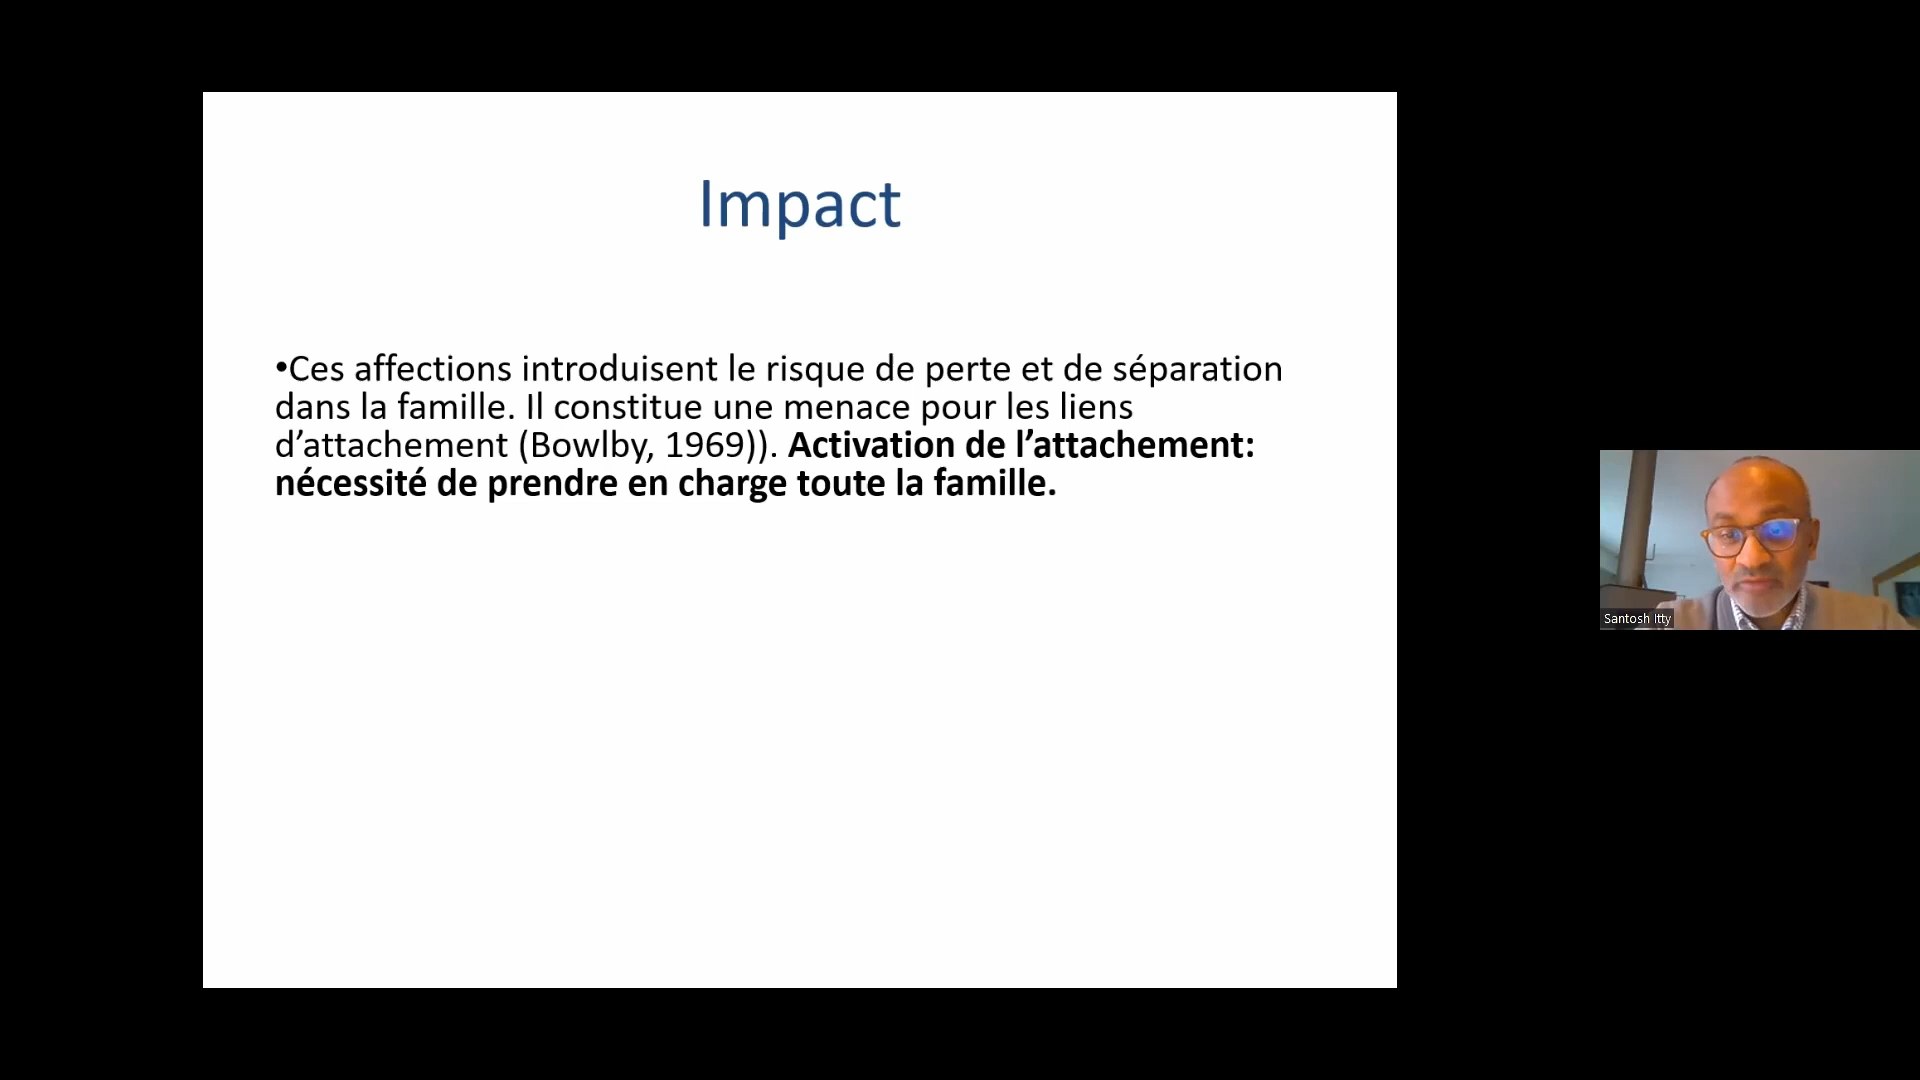 Impact
•Ces affections introduisent le risque de perte et de séparation
dans la famille. Il constitue une menace pour les liens
d’attachement (Bowlby, 1969)). Activation de l’attachement:
nécessité de prendre en charge toute la famille.
Santosh Itty